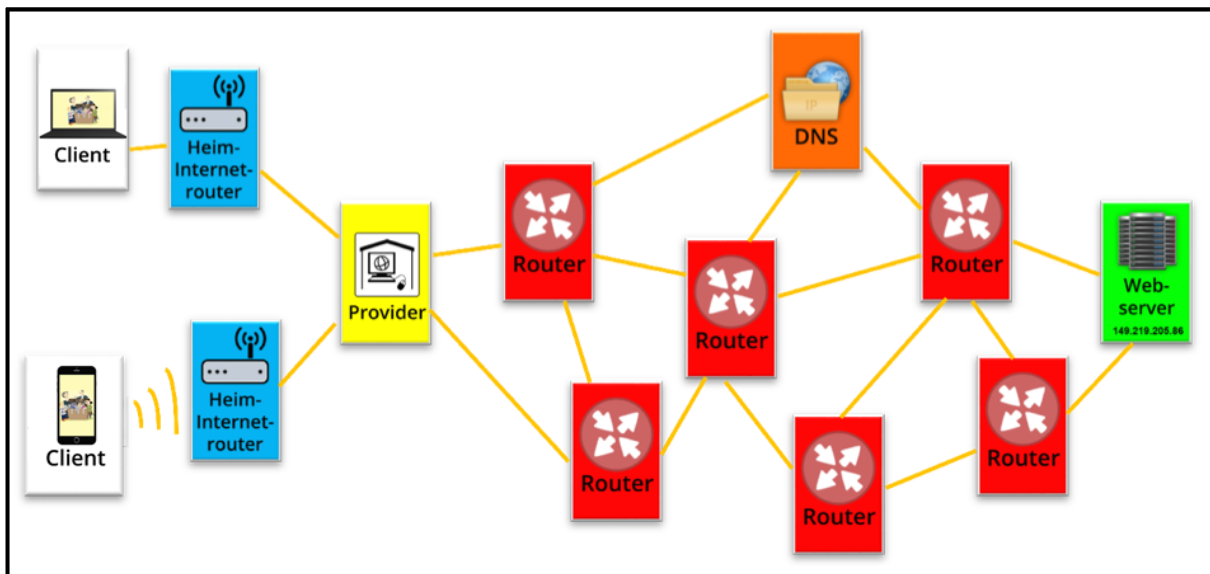 Client
Heim-
Internet-
router
Client
Heim-
Internet-
router
Provider
Router
Router
Router
IP
DNS
Router
Router
Router
Web-
server
149.219.205.86